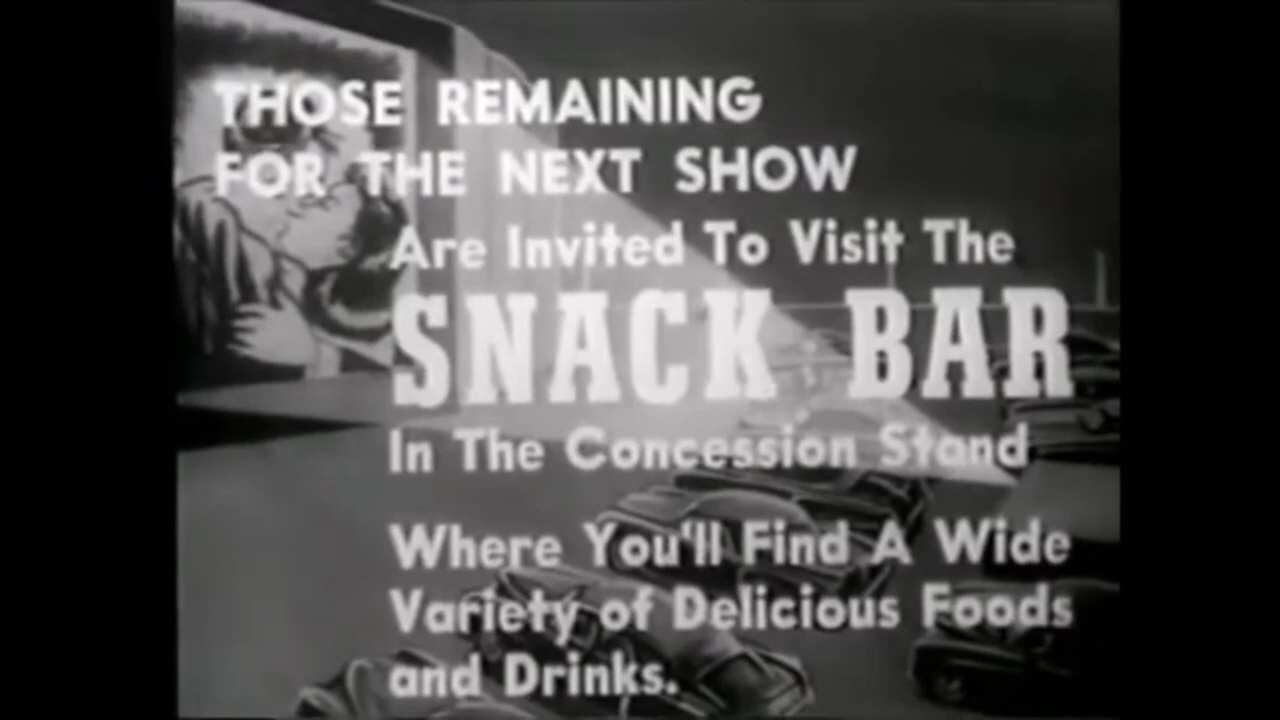 THOSE REMAINING
FOR THE NEXT SHOW
Are Invited To Visit The
SNACK BAR
In The Concession Stand
Where You'll Find A Wide
Variety of Delicious Foods
and Drinks.